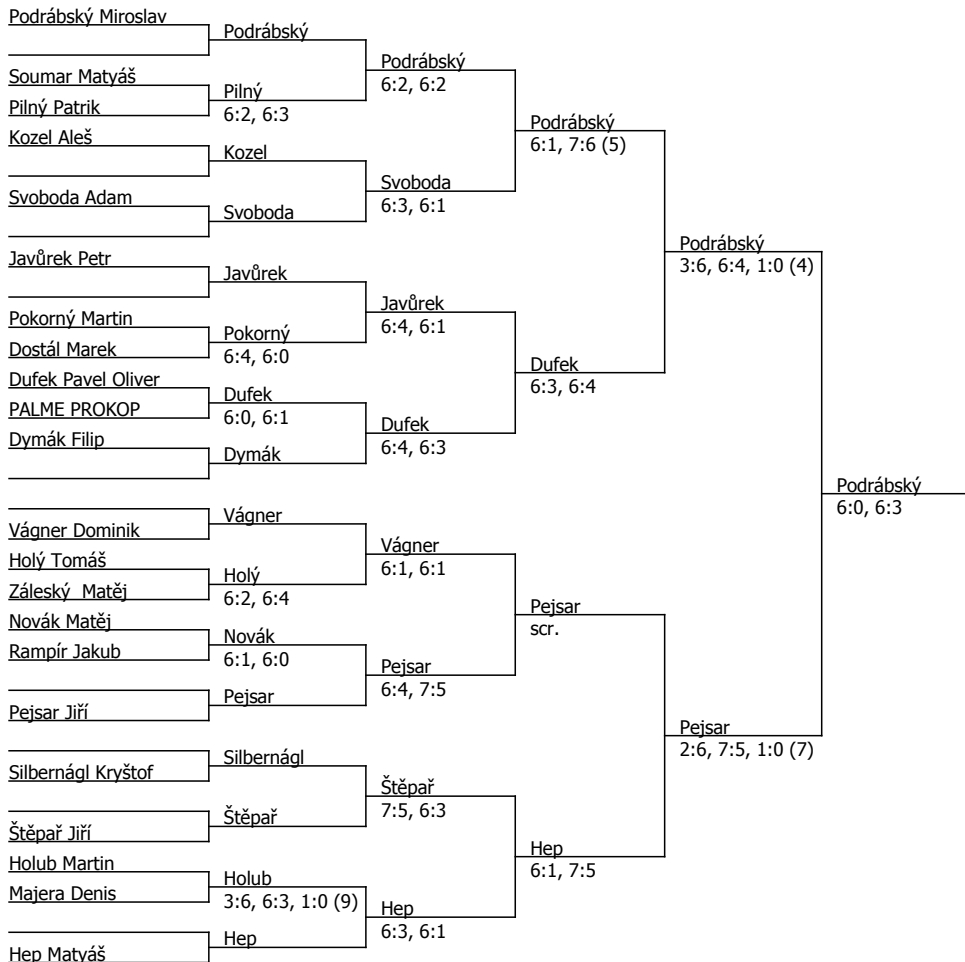 Podrábský Miroslav
Soumar Matyáš
Pilný Patrik
Kozel Aleš
Svoboda Adam
Javůrek Petr
Pokorný Martin
Dostál Marek
Dufek Pavel Oliver
PALME PROKOP
Dymák Filip
Vágner Dominik
Holý Tomáš
Záleský  Matěj
Novák Matěj
Rampír Jakub
Pejsar Jiří
Silbernágl Kryštof
Štěpař Jiří
Holub Martin
Majera Denis
Hep Matyáš
Podrábský
Pilný
6:2, 6:3
Kozel
Svoboda
Javůrek
Pokorný
6:4, 6:0
Dufek
6:0, 6:1
Dymák
Vágner
Holý
6:2, 6:4
Novák
6:1, 6:0
Pejsar
Silbernágl
Štěpař
Holub
3:6, 6:3, 1:0 (9)
Hep
Podrábský
6:2, 6:2
Svoboda
6:3, 6:1
Javůrek
6:4, 6:1
Dufek
6:4, 6:3
Vágner
6:1, 6:1
Pejsar
6:4, 7:5
Štěpař
7:5, 6:3
Hep
6:3, 6:1
Podrábský
6:1, 7:6 (5)
Dufek
6:3, 6:4
Pejsar
scr.
Hep
6:1, 7:5
Podrábský
3:6, 6:4, 1:0 (4)
Pejsar
2:6, 7:5, 1:0 (7)
Podrábský
6:0, 6:3